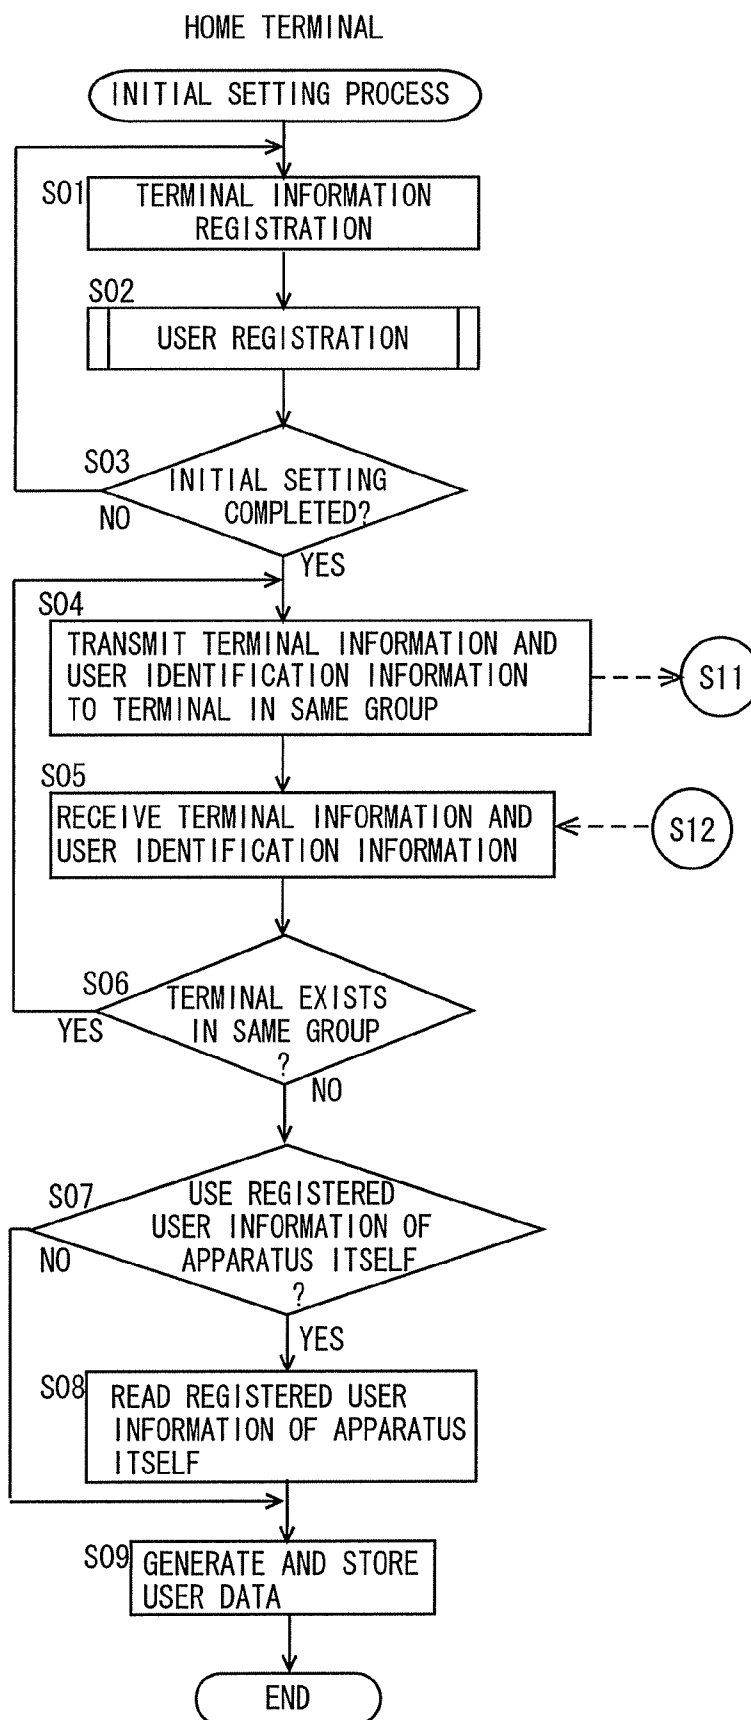 HOME TERMINAL
INITIAL SETTING PROCESS
S01
TERMINAL INFORMATION
REGISTRATION
S02
USER REGISTRATION
S03
INITIAL SETTING
COMPLETED?
NO
YES
S04
TRANSMIT TERMINAL INFORMATION AND
USER IDENTIFICATION INFORMATION
TO TERMINAL IN SAME GROUP
S11
S05
RECEIVE TERMINAL INFORMATION AND
USER IDENTIFICATION INFORMATION
S12
S06
TERMINAL EXISTS
IN SAME GROUP
?
YES
NO
S07
USE REGISTERED
USER INFORMATION OF
APPARATUS ITSELF
?
NO
YES
S08
READ REGISTERED USER
INFORMATION OF APPARATUS
ITSELF
S09
GENERATE AND STORE
USER DATA
END